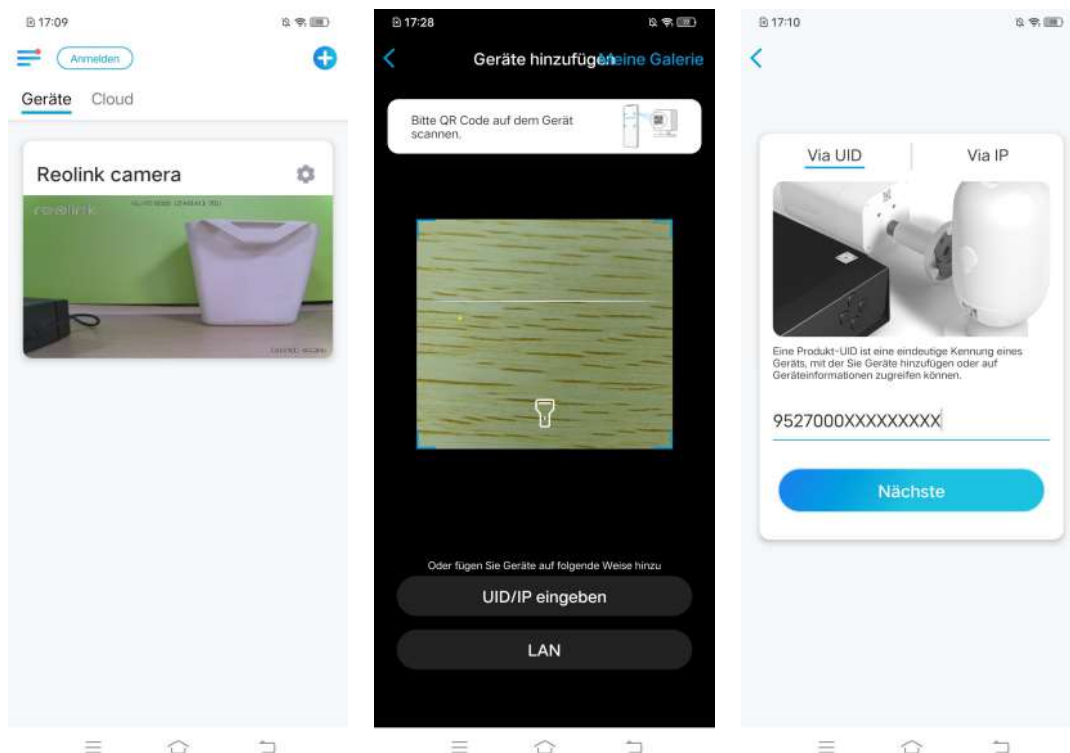 17:09
Anmelden
Geräte Cloud
Reolink camera
reolink
17:28
Geräte hinzufügen
Meine Galerie
Bitte QR Code auf dem Gerät
scannen.
Oder fügen Sie Geräte auf folgende Weise hinzu
UID/IP eingeben
LAN
17:10
Via UID
Via IP
Eine Produkt-UID ist eine eindeutige Kennung eines
Geräts, mit der Sie Geräte hinzufügen oder auf
Geräteinformationen zugreifen können.
9527000XXXXXXXXX
Nächste